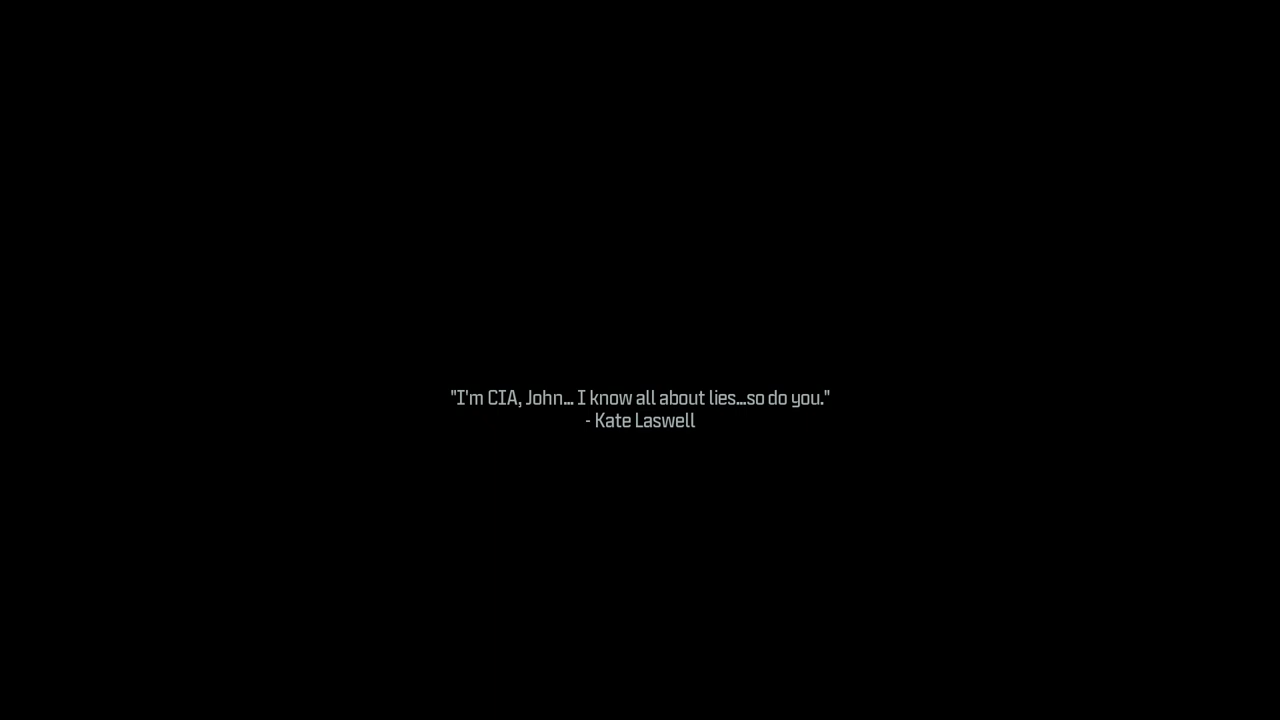 "I'm CIA, John... I know all about lies...so do you."
- Kate Laswell